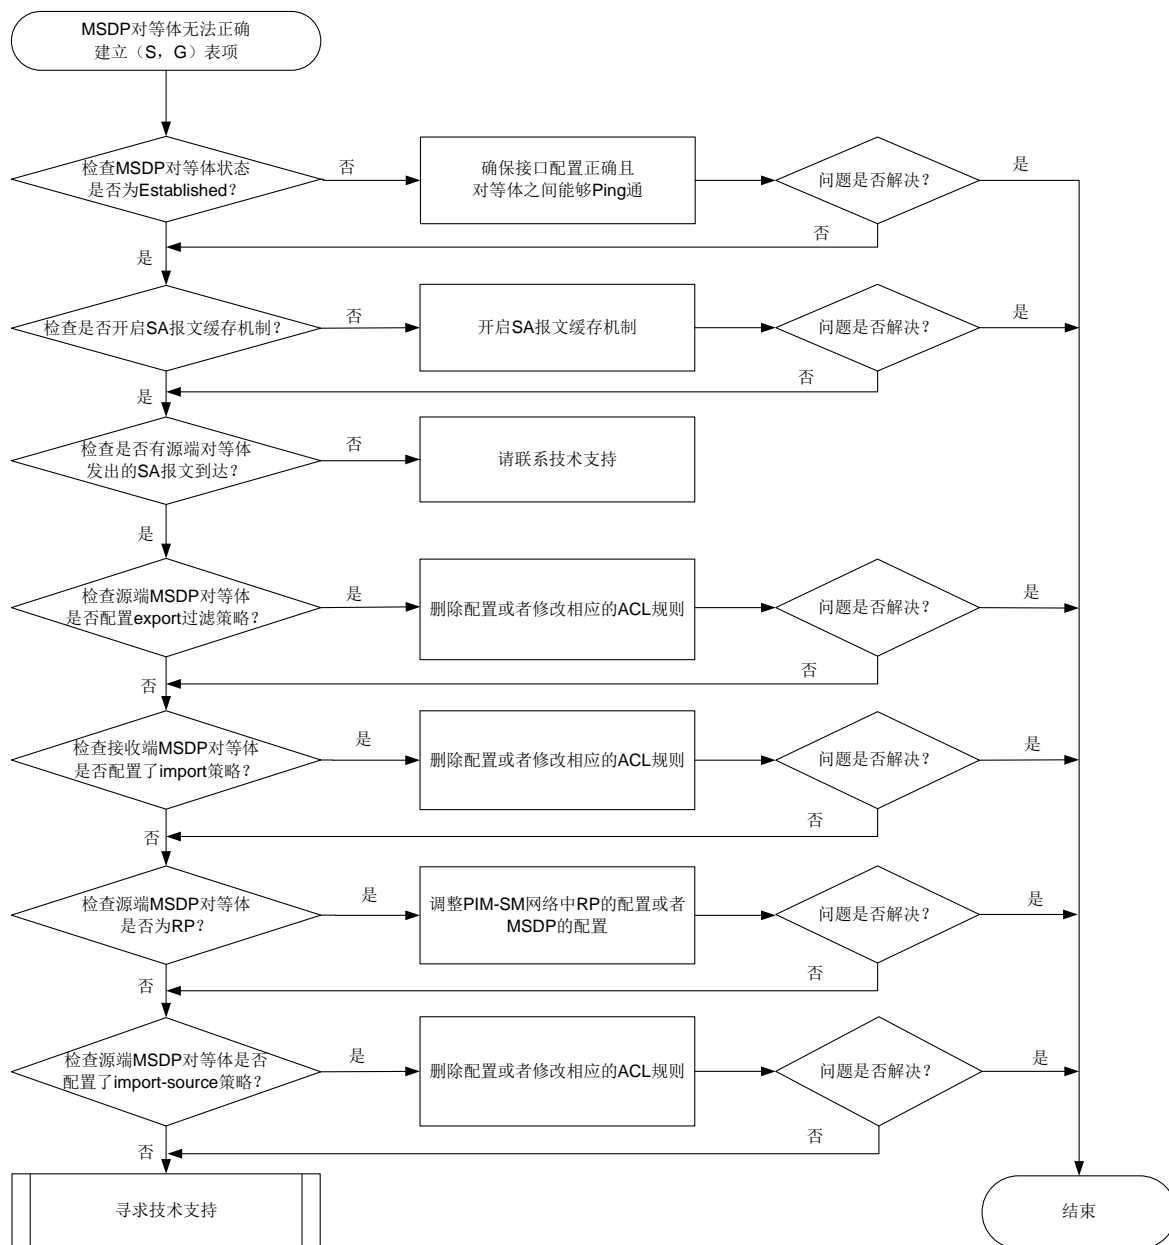 MSDP对等体无法正确
建立（S，G）表项
检查MSDP对等体状态
是否为Established？
否
确保接口配置正确且
对等体之间能够Ping通
问题是否解决？
是
否
是
检查是否开启SA报文缓存机制？
否
开启SA报文缓存机制
问题是否解决？
是
否
是
检查是否有源端对等体
发出的SA报文到达？
否
请联系技术支持
是
检查源端MSDP对等体
是否配置export过滤策略？
是
删除配置或者修改相应的ACL规则
问题是否解决？
是
否
否
检查接收端MSDP对等体
是否配置了import策略？
是
删除配置或者修改相应的ACL规则
问题是否解决？
是
否
否
检查源端MSDP对等体
是否为RP？
是
调整PIM-SM网络中RP的配置或者
MSDP的配置
问题是否解决？
是
否
否
检查源端MSDP对等体是否
配置了import-source策略？
是
删除配置或者修改相应的ACL规则
问题是否解决？
是
否
否
寻求技术支持
结束